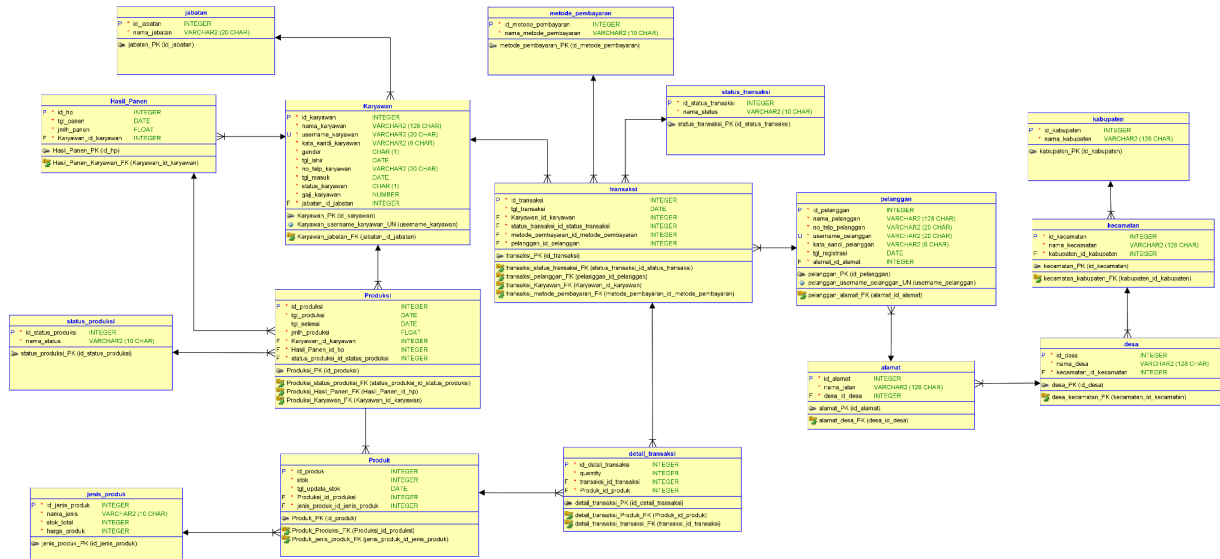 jabatan
P * id_jabatan INTEGER
* nama_jabatan VARCHAR2 (20 CHAR)
jabatan_PK (id_jabatan)
metode_pembayaran
P * id_metode_pembayaran INTEGER
* nama_metode_pembayaran VARCHAR2 (10 CHAR)
metode_pembayaran_PK (id_metode_pembayaran)
Hasil_Panen
P * id_hp INTEGER
* tgl_panen DATE
* jmlh_panen FLOAT
F * Karyawan_id_karyawan INTEGER
Hasil_Panen_PK (id_hp)
Hasil_Panen_Karyawan_FK (Karyawan_id_karyawan)
Karyawan
P * id_karyawan INTEGER
* nama_karyawan VARCHAR2 (128 CHAR)
U * username_karyawan VARCHAR2 (20 CHAR)
* kata_sandi_karyawan VARCHAR2 (8 CHAR)
* gender CHAR (1)
* tgl_lahir DATE
* no_telp_karyawan VARCHAR2 (20 CHAR)
* tgl_masuk DATE
* status_karyawan CHAR (1)
* gaji_karyawan NUMBER
F * jabatan_id_jabatan INTEGER
Karyawan_PK (id_karyawan)
Karyawan_username_karyawan_UN (username_karyawan)
Karyawan_jabatan_FK (jabatan_id_jabatan)
status_transaksi
P * id_status_transaksi INTEGER
* nama_status VARCHAR2 (10 CHAR)
status_transaksi_PK (id_status_transaksi)
kabupaten
P * id_kabupaten INTEGER
* nama_kabupaten VARCHAR2 (128 CHAR)
kabupaten_PK (id_kabupaten)
transaksi
P * id_transaksi INTEGER
* tgl_transaksi DATE
F * Karyawan_id_karyawan INTEGER
F * status_transaksi_id_status_transaksi INTEGER
F * metode_pembayaran_id_metode_pembayaran INTEGER
F * pelanggan_id_pelanggan INTEGER
transaksi_PK (id_transaksi)
transaksi_status_transaksi_FK (status_transaksi_id_status_transaksi)
transaksi_pelanggan_FK (pelanggan_id_pelanggan)
transaksi_Karyawan_FK (Karyawan_id_karyawan)
transaksi_metode_pembayaran_FK (metode_pembayaran_id_metode_pembayaran)
pelanggan
P * id_pelanggan INTEGER
* nama_pelanggan VARCHAR2 (128 CHAR)
* no_telp_pelanggan VARCHAR2 (20 CHAR)
U * username_pelanggan VARCHAR2 (20 CHAR)
* kata_sandi_pelanggan VARCHAR2 (8 CHAR)
* tgl_registrasi DATE
F * alamat_id_alamat INTEGER
pelanggan_PK (id_pelanggan)
pelanggan_username_pelanggan_UN (username_pelanggan)
pelanggan_alamat_FK (alamat_id_alamat)
kecamatan
P * id_kecamatan INTEGER
* nama_kecamatan VARCHAR2 (128 CHAR)
F * kabupaten_id_kabupaten INTEGER
kecamatan_PK (id_kecamatan)
kecamatan_kabupaten_FK (kabupaten_id_kabupaten)
Produksi
P * id_produksi INTEGER
* tgl_produksi DATE
tgl_selesai DATE
* jmlh_produksi FLOAT
F * Karyawan_id_karyawan INTEGER
F * Hasil_Panen_id_hp INTEGER
F * status_produksi_id_status_produksi INTEGER
Produksi_PK (id_produksi)
Produksi_status_produksi_FK (status_produksi_id_status_produksi)
Produksi_Hasil_Panen_FK (Hasil_Panen_id_hp)
Produksi_Karyawan_FK (Karyawan_id_karyawan)
status_produksi
P * id_status_produksi INTEGER
* nama_status VARCHAR2 (10 CHAR)
status_produksi_PK (id_status_produksi)
desa
P * id_desa INTEGER
* nama_desa VARCHAR2 (128 CHAR)
F * kecamatan_id_kecamatan INTEGER
desa_PK (id_desa)
desa_kecamatan_FK (kecamatan_id_kecamatan)
alamat
P * id_alamat INTEGER
* nama_jalan VARCHAR2 (128 CHAR)
F * desa_id_desa INTEGER
alamat_PK (id_alamat)
alamat_desa_FK (desa_id_desa)
Produk
P * id_produk INTEGER
* stok INTEGER
* tgl_update_stok DATE
F * Produksi_id_produksi INTEGER
F * jenis_produk_id_jenis_produk INTEGER
Produk_PK (id_produk)
Produk_Produksi_FK (Produksi_id_produksi)
Produk_jenis_produk_FK (jenis_produk_id_jenis_produk)
detail_transaksi
P * id_detail_transaksi INTEGER
* quantity INTEGER
F * transaksi_id_transaksi INTEGER
F * Produk_id_produk INTEGER
detail_transaksi_PK (id_detail_transaksi)
detail_transaksi_Produk_FK (Produk_id_produk)
detail_transaksi_transaksi_FK (transaksi_id_transaksi)
jenis_produk
P * id_jenis_produk INTEGER
* nama_jenis VARCHAR2 (10 CHAR)
* stok_total INTEGER
* harga_produk INTEGER
jenis_produk_PK (id_jenis_produk)